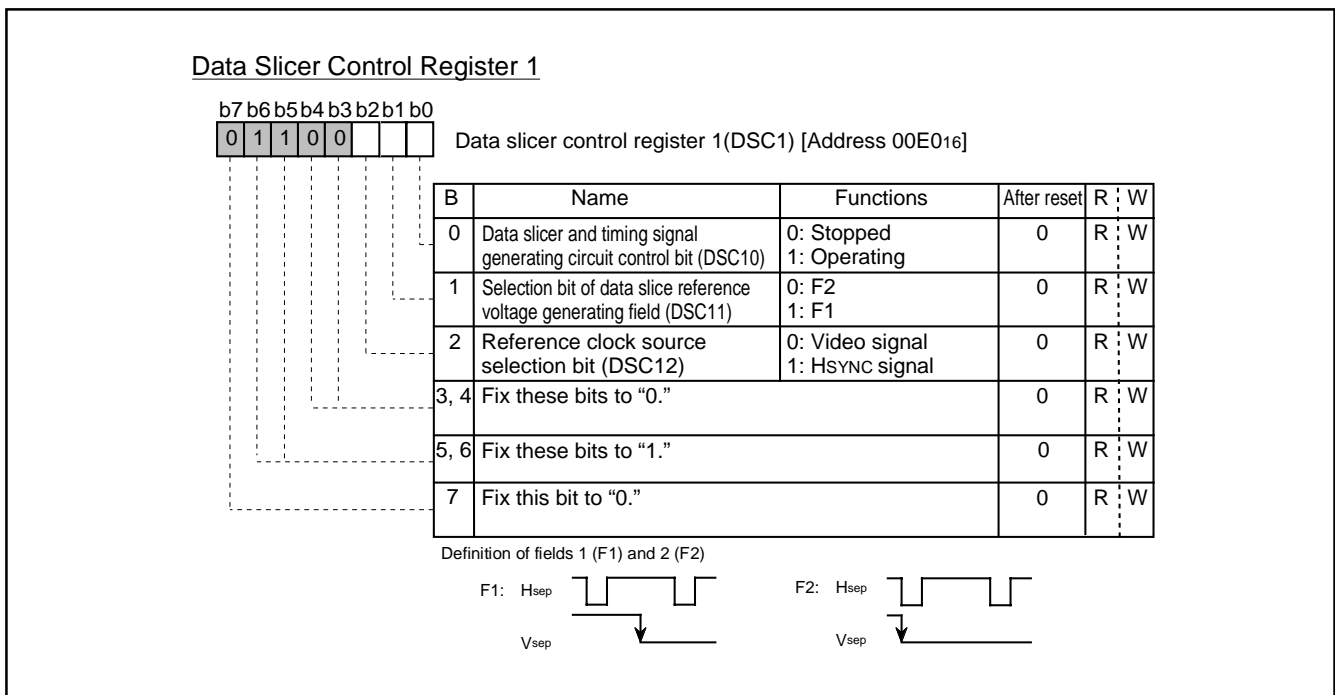 Data Slicer Control Register 1
b7 b6 b5 b4 b3 b2 b1 b0
0 1 1 0 0
Data slicer control register 1(DSC1) [Address 00E016]
B Name Functions After reset R W
0 Data slicer and timing signal generating circuit control bit (DSC10) 0: Stopped 1: Operating 0 R W
1 Selection bit of data slice reference voltage generating field (DSC11) 0: F2 1: F1 0 R W
2 Reference clock source selection bit (DSC12) 0: Video signal 1: HSYNC signal 0 R W
3, 4 Fix these bits to “0.” 0 R W
5, 6 Fix these bits to “1.” 0 R W
7 Fix this bit to “0.” 0 R W
Definition of fields 1 (F1) and 2 (F2)
F1: Hsep
Vsep
F2: Hsep
Vsep